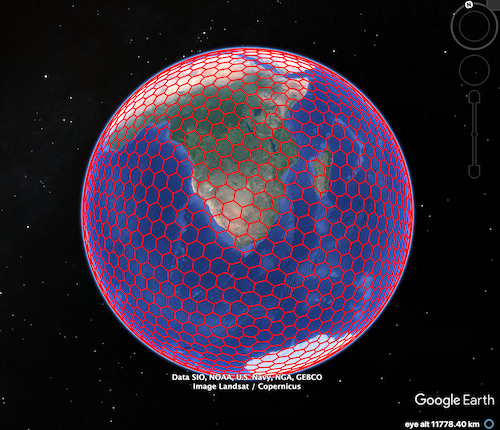 N
Data SIO, NOAA, U.S. Navy, NGA, GEBCO
Image Landsat / Copernicus
Google Earth
eye alt 11778.40 km